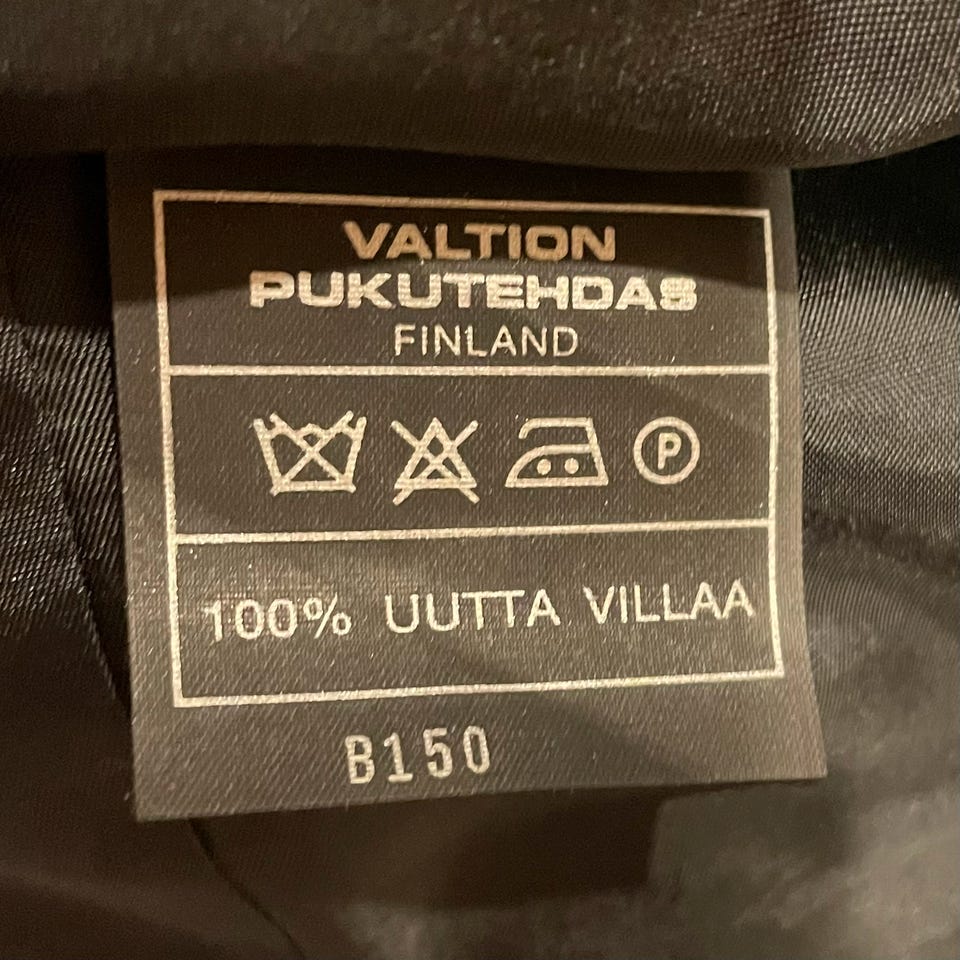 VALTION
PUKUTEHDAS
FINLAND
P
100% UUTTA VILLAA
B150